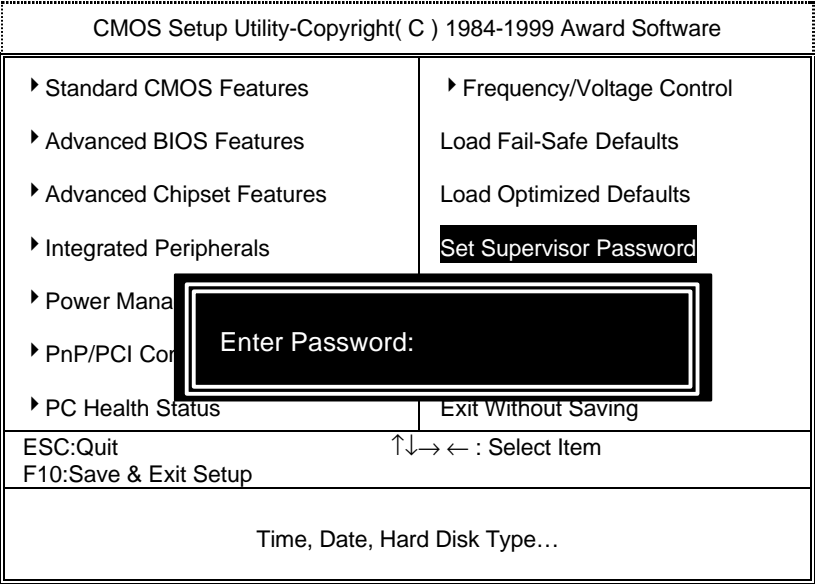 CMOS Setup Utility-Copyright( C ) 1984-1999 Award Software
Standard CMOS Features
Advanced BIOS Features
Advanced Chipset Features
Integrated Peripherals
Power Mana
PnP/PCI Con
PC Health Status
Frequency/Voltage Control
Load Fail-Safe Defaults
Load Optimized Defaults
Set Supervisor Password
Exit Without Saving
Enter Password:
ESC:Quit ↑↓→ ← : Select Item
F10:Save & Exit Setup
Time, Date, Hard Disk Type…